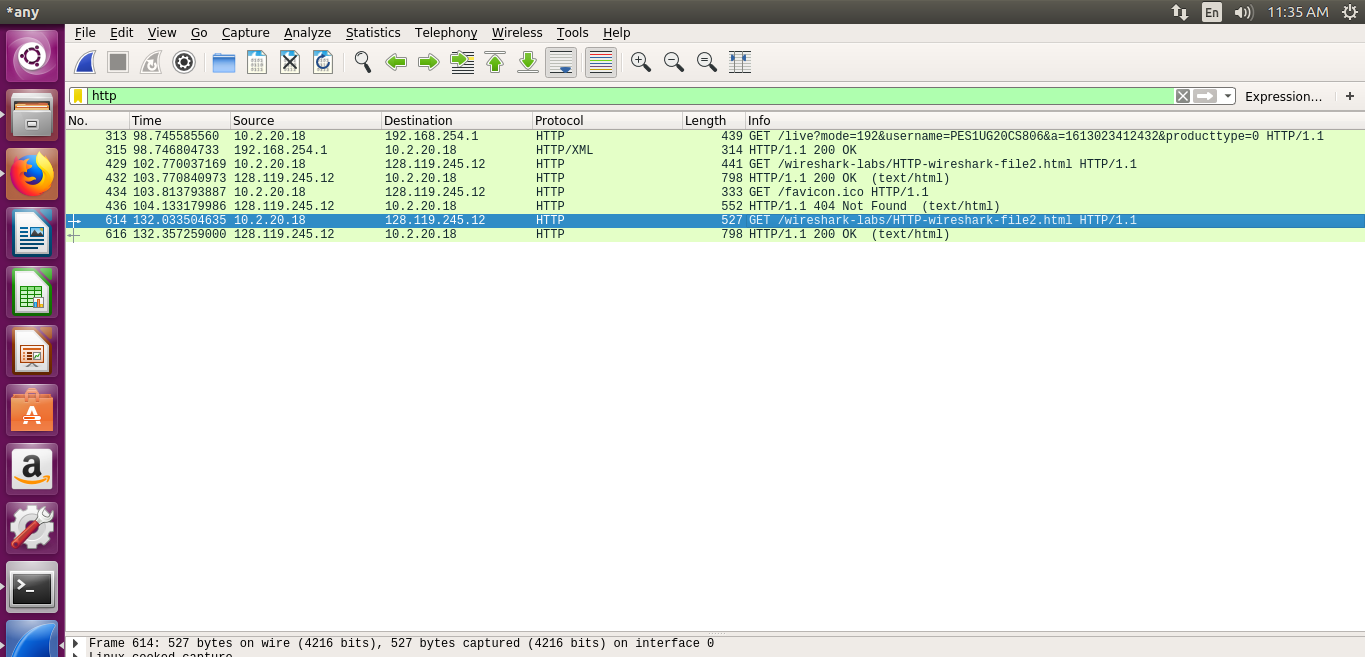 *any
En
11:35 AM
File Edit View Go Capture Analyze Statistics Telephony Wireless Tools Help
http
Expression…
+
No. Time Source Destination Protocol Length Info
313 98.745585560 10.2.20.18 192.168.254.1 HTTP 439 GET /live?mode=192&username=PES1UG20CS806&a=1613023412432&producttype=0 HTTP/1.1
315 98.746804733 192.168.254.1 10.2.20.18 HTTP/XML 314 HTTP/1.1 200 OK
429 102.770037169 10.2.20.18 128.119.245.12 HTTP 441 GET /wireshark-labs/HTTP-wireshark-file2.html HTTP/1.1
432 103.770840973 128.119.245.12 10.2.20.18 HTTP 798 HTTP/1.1 200 OK (text/html)
434 103.813793887 10.2.20.18 128.119.245.12 HTTP 333 GET /favicon.ico HTTP/1.1
436 104.133179986 128.119.245.12 10.2.20.18 HTTP 552 HTTP/1.1 404 Not Found (text/html)
614 132.033504635 10.2.20.18 128.119.245.12 HTTP 527 GET /wireshark-labs/HTTP-wireshark-file2.html HTTP/1.1
616 132.357259000 128.119.245.12 10.2.20.18 HTTP 798 HTTP/1.1 200 OK (text/html)
Frame 614: 527 bytes on wire (4216 bits), 527 bytes captured (4216 bits) on interface 0
Linux cooked capture